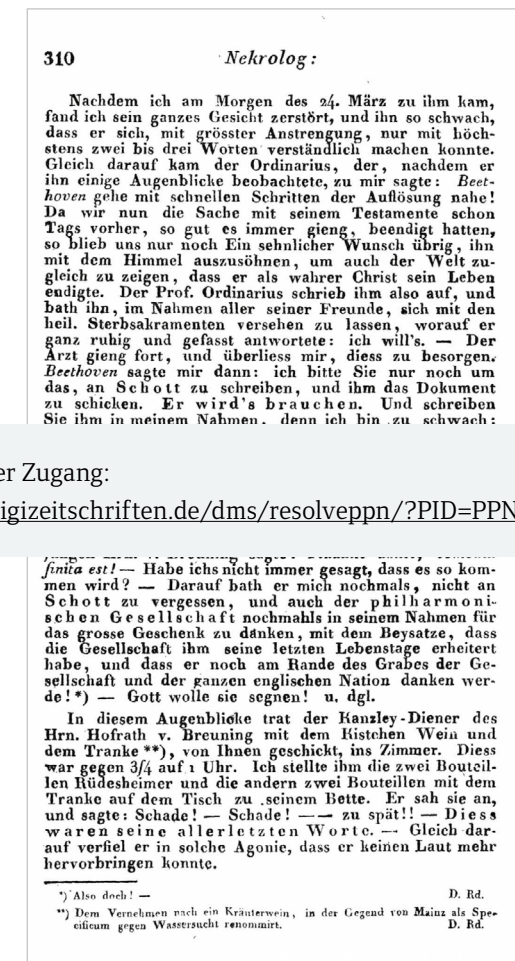 310 Nekrolog:
Nachdem ich am Morgen des 24. März zu ihm kam,
fand ich sein ganzes Gesicht zerstört, und ihn so schwach,
dass er sich, mit grösster Anstrengung, nur mit höch-
stens zwei bis drei Worten verständlich machen konnte.
Gleich darauf kam der Ordinarius, der, nachdem er
ihn einige Augenblicke beobachtete, zu mir sagte: Beet-
hoven gehe mit schnellen Schritten der Auflösung nahe!
Da wir nun die Sache mit seinem Testamente schon
Tags vorher, so gut es immer gieng, beendigt hatten,
so blieb uns nur noch Ein sehnlicher Wunsch übrig, ihn
mit dem Himmel auszusöhnen, um auch der Welt zu-
gleich zu zeigen, dass er als wahrer Christ sein Leben
endigte. Der Prof. Ordinarius schrieb ihm also auf, und
bath ihn, im Nahmen aller seiner Freunde, sich mit den
heil. Sterbsakramenten versehen zu lassen, worauf er
ganz ruhig und gefasst antwortete: ich will's. — Der
Arzt gieng fort, und überliess mir, diess zu besorgen.
Beethoven sagte mir dann: ich bitte Sie nur noch um
das, an Schott zu schreiben, und ihm das Dokument
zu schicken. Er wird's brauchen. Und schreiben
Sie ihm in meinem Nahmen, denn ich bin zu schwach:
er Zugang:
igizeitschriften.de/dms/resolveppn/?PID=PPN
finita est! — Habe ichs nicht immer gesagt, dass es so kom-
men wird? — Darauf bath er mich nochmals, nicht an
Schott zu vergessen, und auch der philharmoni-
schen Gesellschaft nochmahls in seinem Nahmen für
das grosse Geschenk zu danken, mit dem Beysatze, dass
die Gesellschaft ihm seine letzten Lebenstage erheitert
habe, und dass er noch am Rande des Grabes der Ge-
sellschaft und der ganzen englischen Nation danken wer-
de!*) — Gott wolle sie segnen! u. dgl.
In diesem Augenblicke trat der Kanzley-Diener des
Hrn. Hofrath v. Breuning mit dem Kistchen Wein und
dem Tranke **), von Ihnen geschickt, ins Zimmer. Diess
war gegen 3/4 auf 1 Uhr. Ich stellte ihm die zwei Bouteil-
len Rüdesheimer und die andern zwei Bouteillen mit dem
Tranke auf dem Tisch zu seinem Bette. Er sah sie an,
und sagte: Schade! — Schade! — — zu spät!! — Diess
waren seine allerletzten Worte. — Gleich dar-
auf verfiel er in solche Agonie, dass er keinen Laut mehr
hervorbringen konnte.
*) Also doch! — D. Rd.
**) Dem Vernehmen nach ein Kräuterwein, in der Gegend von Mainz als Spe-
cificum gegen Wassersucht renommirt. D. Rd.